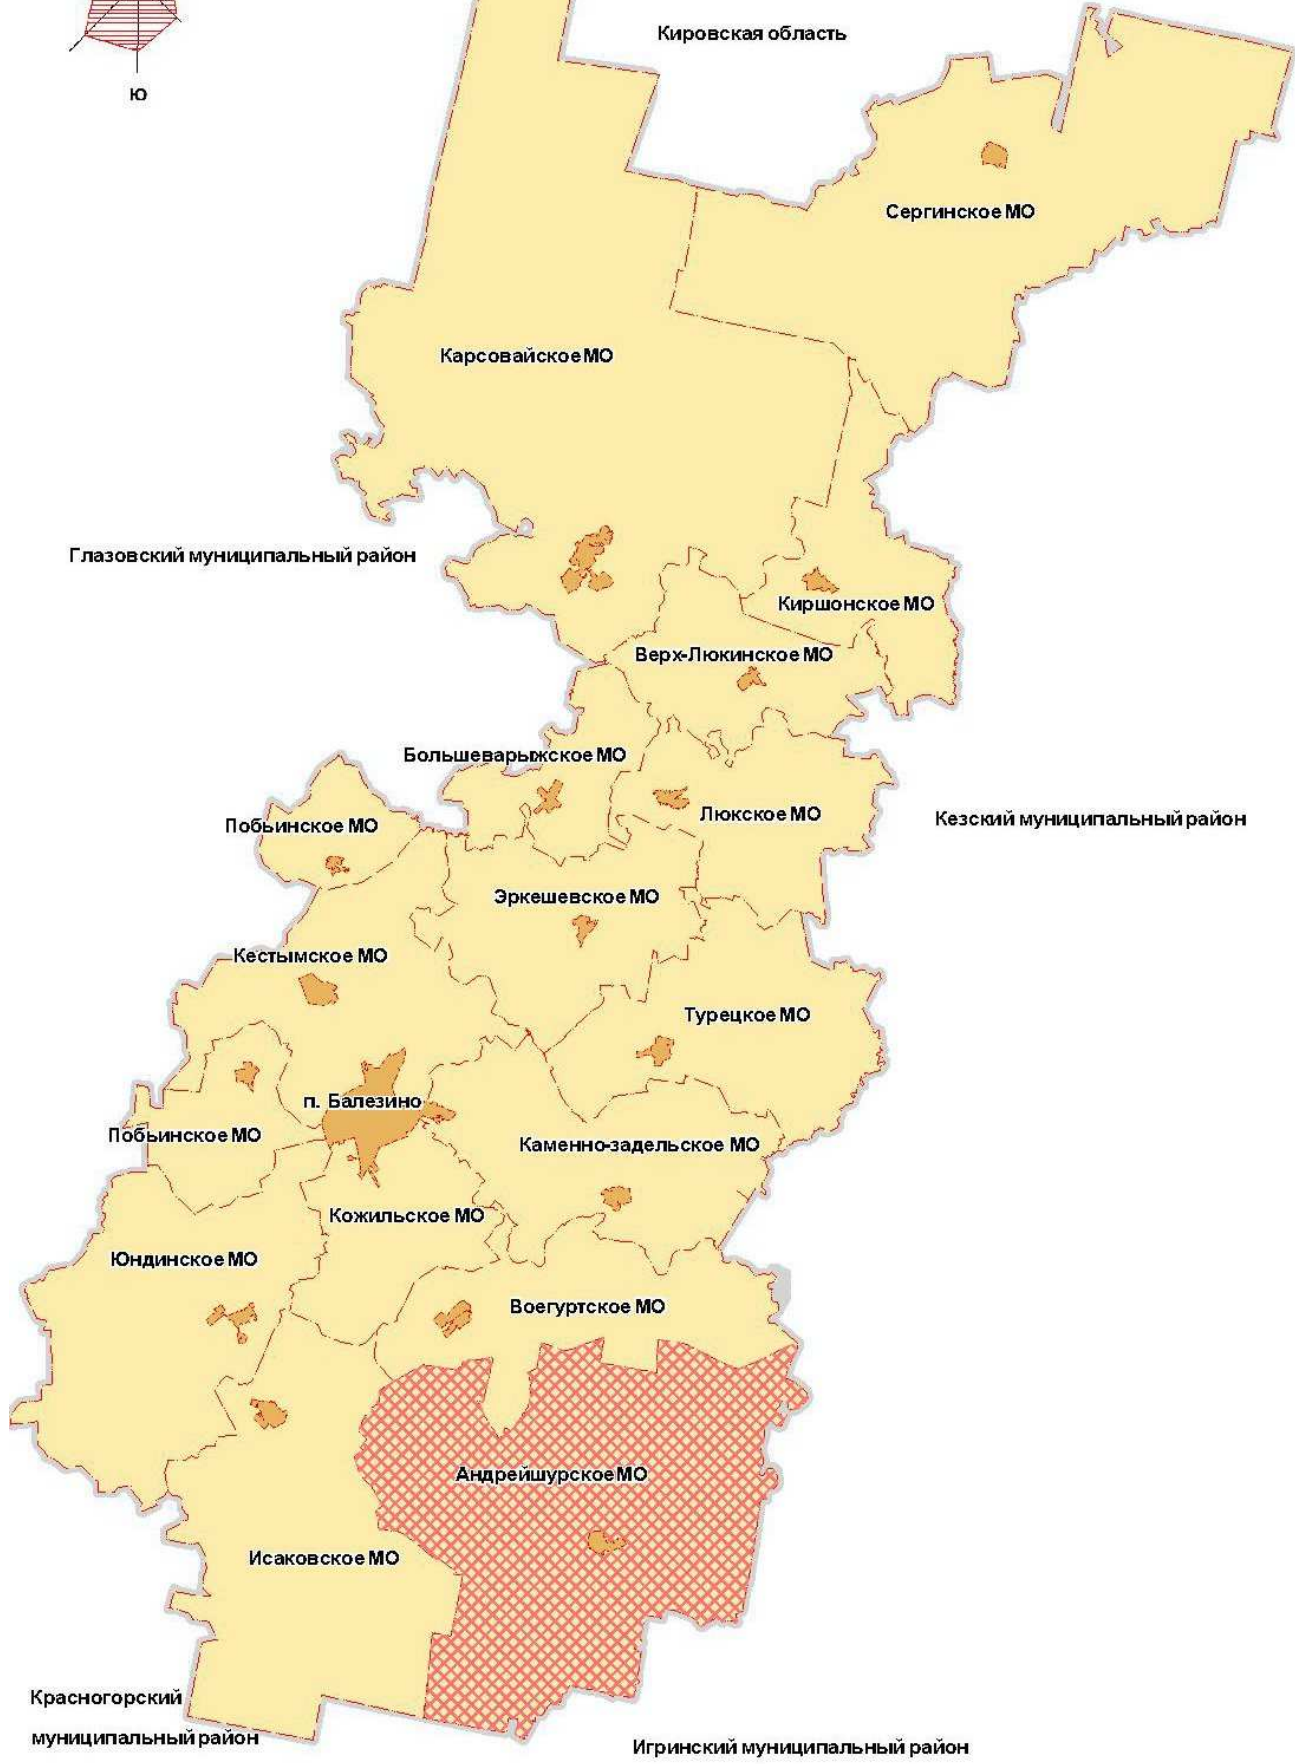 Кировская область
Ю
Сергинское МО
Карсовайское МО
Глазовский муниципальный район
Киршонское МО
Верх-Люкинское МО
Большеварыжское МО
Люкское МО
Кезский муниципальный район
Побьинское МО
Эркешевское МО
Кестымское МО
Турецкое МО
п. Балезино
Побьинское МО
Каменно-задельское МО
Кожильское МО
Юндинское МО
Воегуртское МО
Андрейшурское МО
Исаковское МО
Красногорский
муниципальный район
Игринский муниципальный район